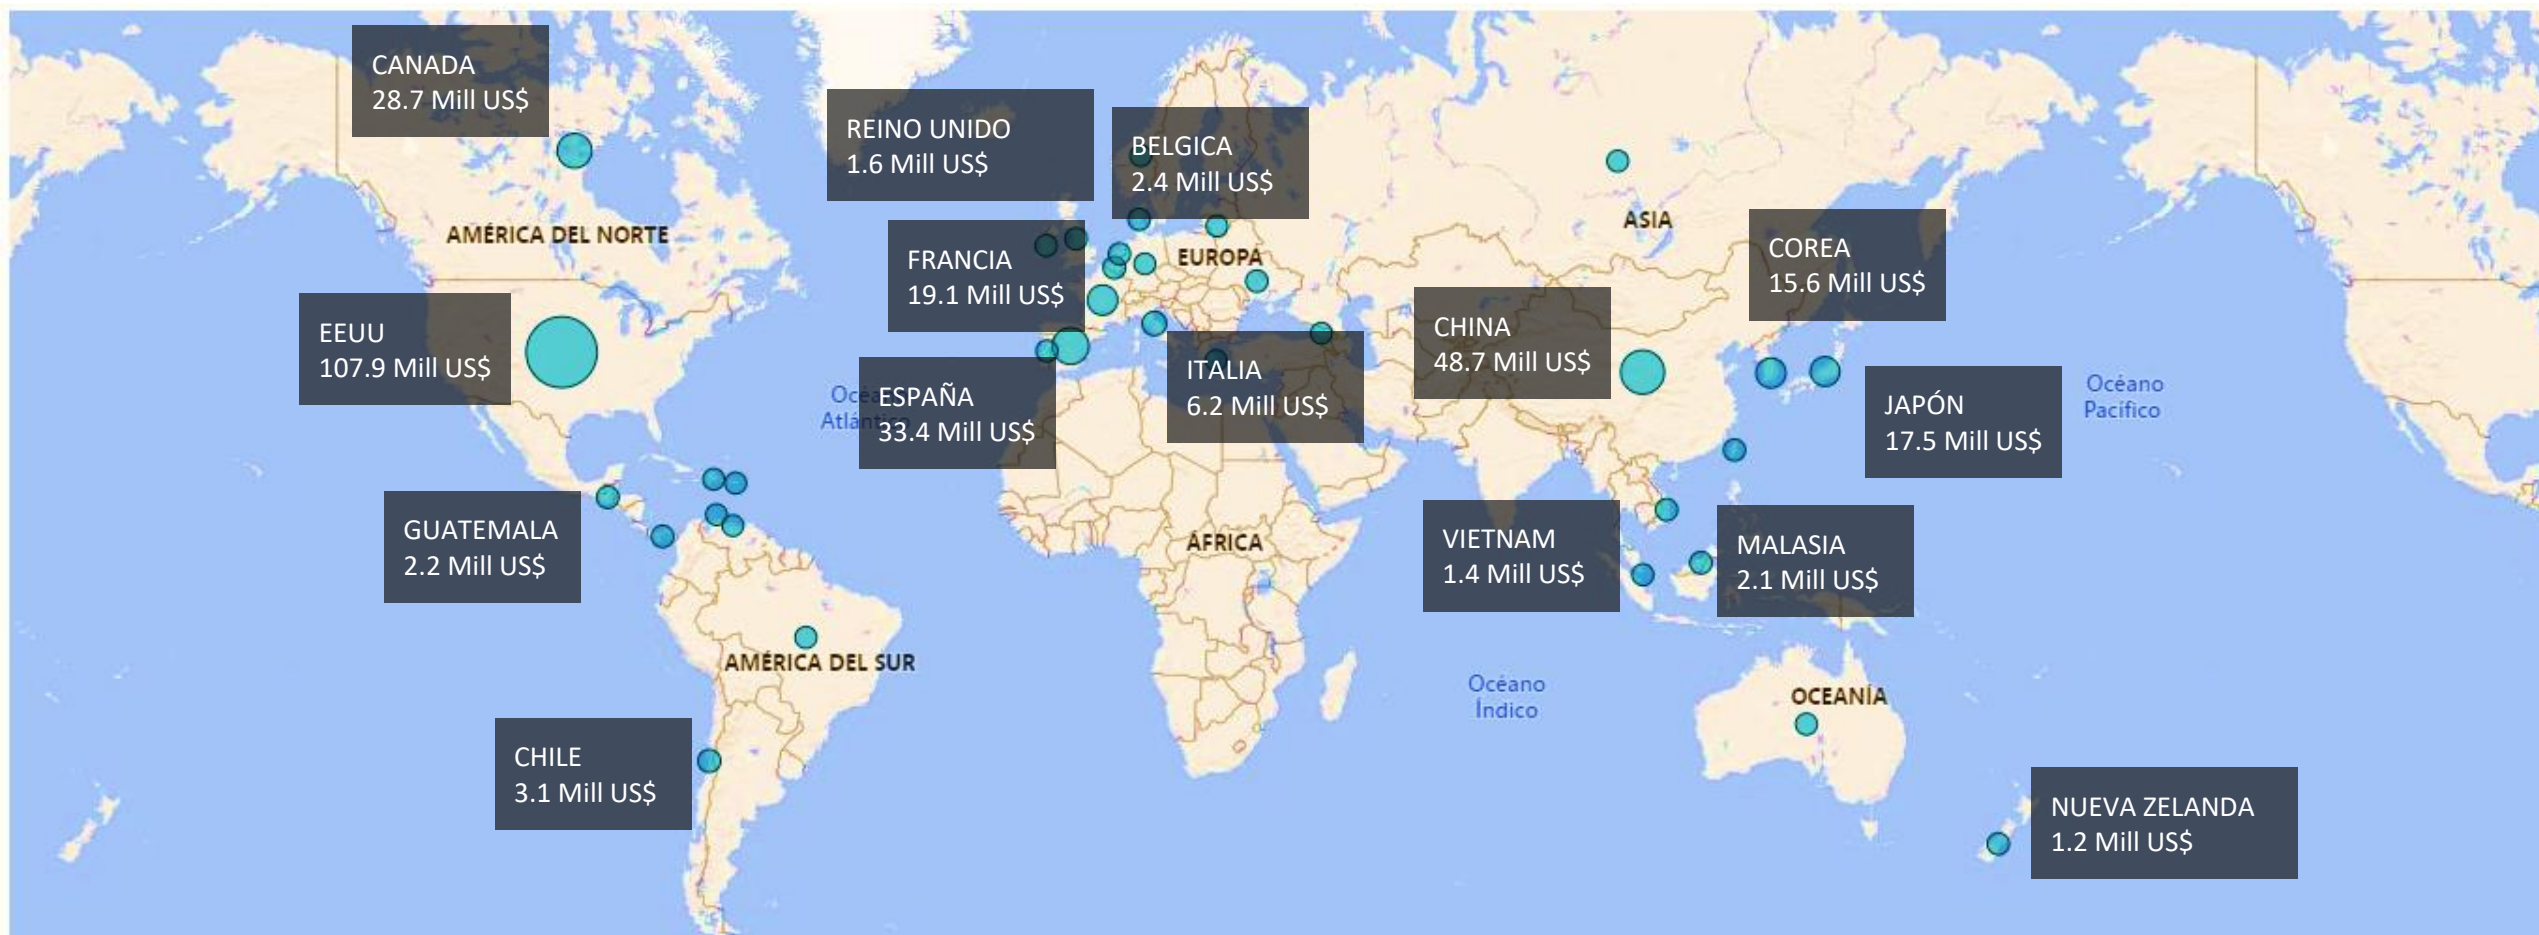 CANADA
28.7 Mill US$
REINO UNIDO
1.6 Mill US$
BELGICA
2.4 Mill US$
AMÉRICA DEL NORTE
FRANCIA
19.1 Mill US$
EUROPA
ASIA
COREA
15.6 Mill US$
EEUU
107.9 Mill US$
CHINA
48.7 Mill US$
ITALIA
6.2 Mill US$
Océano
Atlántico
ESPAÑA
33.4 Mill US$
JAPÓN
17.5 Mill US$
Océano
Pacífico
GUATEMALA
2.2 Mill US$
ÁFRICA
VIETNAM
1.4 Mill US$
MALASIA
2.1 Mill US$
AMÉRICA DEL SUR
Océano
Índico
OCEANÍA
CHILE
3.1 Mill US$
NUEVA ZELANDA
1.2 Mill US$